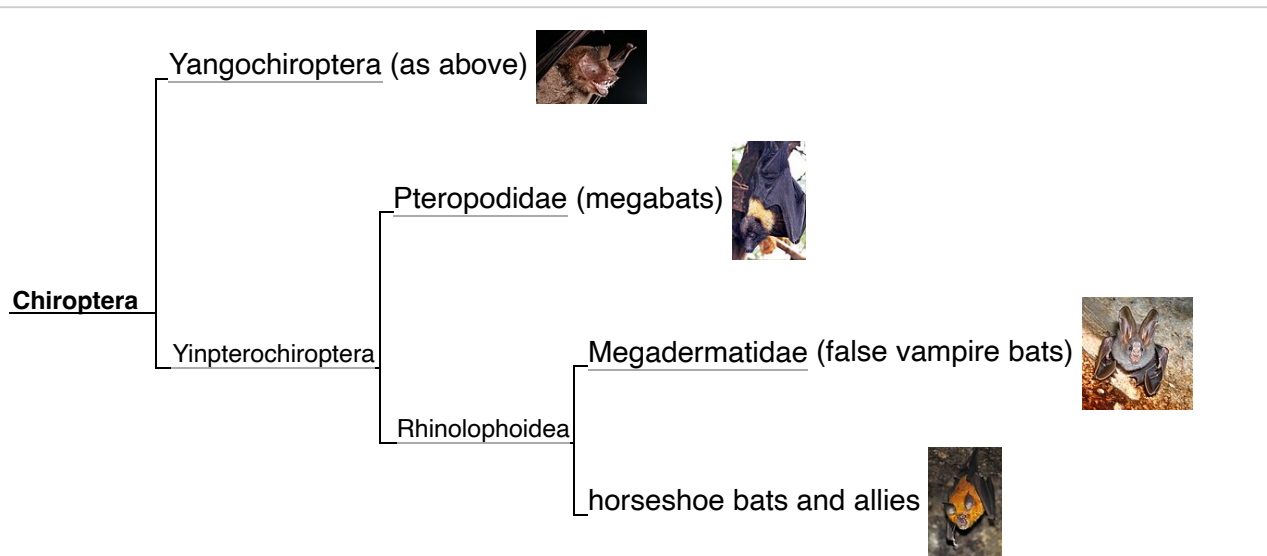 Yangochiroptera (as above)
Pteropodidae (megabats)
Chiroptera
Yinpterochiroptera
Megadermatidae (false vampire bats)
Rhinolophoidea
horseshoe bats and allies